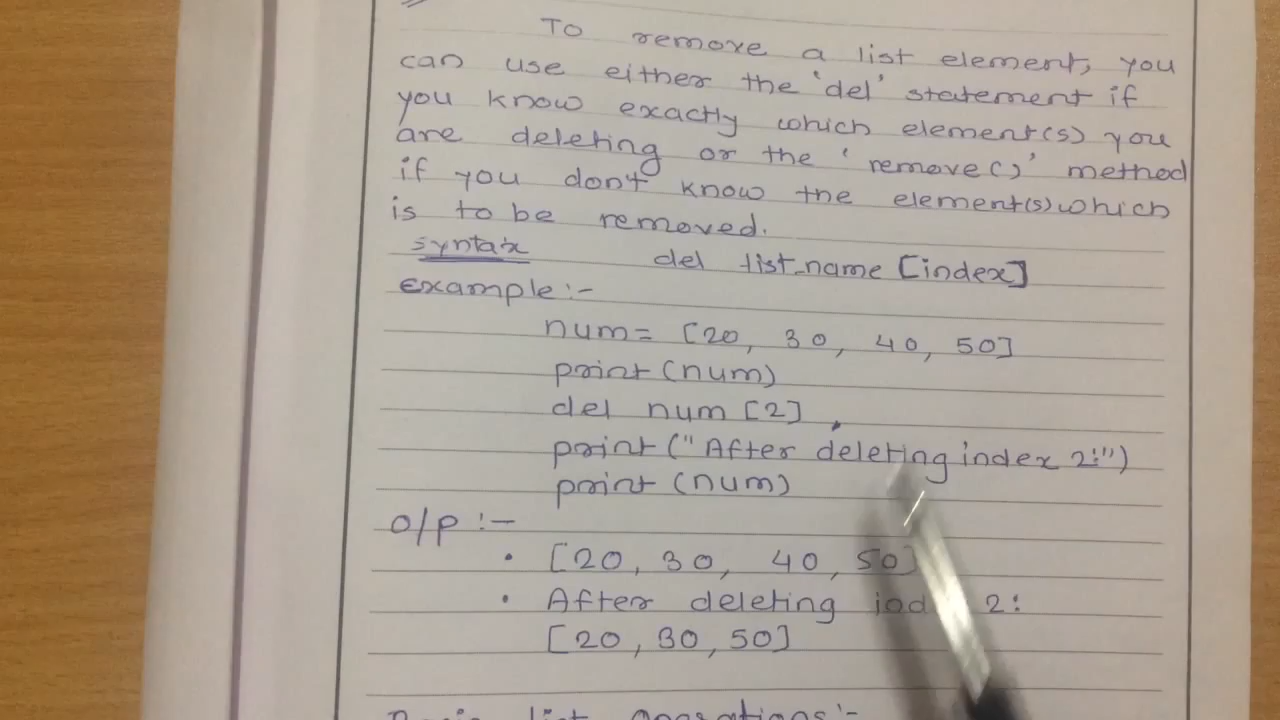 To remove a list element, you
can use either the 'del' statement if
you know exactly which element(s) you
are deleting or the 'remove()' method
if you don't know the element(s) which
is to be removed.
syntax del list_name [index]
Example:-
num = [20, 30, 40, 50]
print (num)
del num [2]
print ("After deleting index 2:")
print (num)
O/P :-
• [20, 30, 40, 50]
• After deleting 2:
[20, 30, 50]
list operations:-